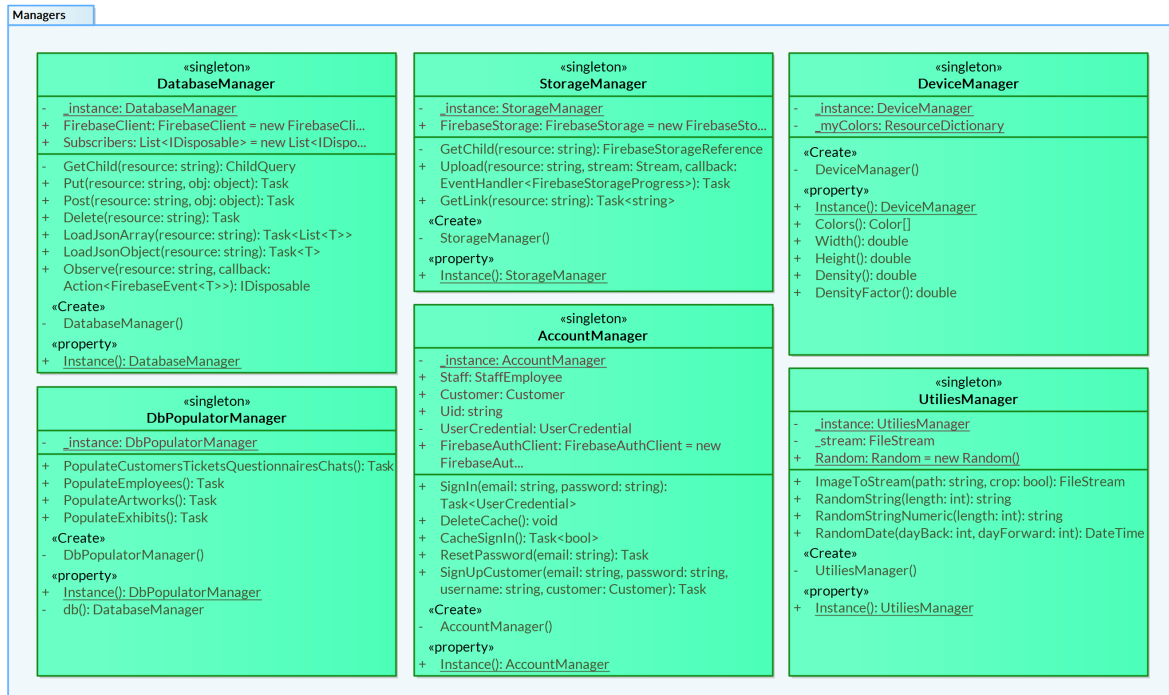 Managers
«singleton»
DatabaseManager
- _instance: DatabaseManager
+ FirebaseClient: FirebaseClient = new FirebaseCli...
+ Subscribers: List<IDisposable> = new List<IDispo...
- GetChild(resource: string): ChildQuery
+ Put(resource: string, obj: object): Task
+ Post(resource: string, obj: object): Task
+ Delete(resource: string): Task
+ LoadJsonArray(resource: string): Task<List<T>>
+ LoadJsonObject(resource: string): Task<T>
+ Observe(resource: string, callback:
Action<FirebaseEvent<T>>): IDisposable
«Create»
- DatabaseManager()
«property»
+ Instance(): DatabaseManager
«singleton»
DbPopulatorManager
- _instance: DbPopulatorManager
+ PopulateCustomersTicketsQuestionnairesChats(): Task
+ PopulateEmployees(): Task
+ PopulateArtworks(): Task
+ PopulateExhibits(): Task
«Create»
- DbPopulatorManager()
«property»
+ Instance(): DbPopulatorManager
- db(): DatabaseManager
«singleton»
StorageManager
- _instance: StorageManager
+ FirebaseStorage: FirebaseStorage = new FirebaseSto...
- GetChild(resource: string): FirebaseStorageReference
+ Upload(resource: string, stream: Stream, callback:
EventHandler<FirebaseStorageProgress>): Task
+ GetLink(resource: string): Task<string>
«Create»
- StorageManager()
«property»
+ Instance(): StorageManager
«singleton»
AccountManager
- _instance: AccountManager
+ Staff: StaffEmployee
+ Customer: Customer
+ Uid: string
- UserCredential: UserCredential
+ FirebaseAuthClient: FirebaseAuthClient = new
FirebaseAut...
+ SignIn(email: string, password: string):
Task<UserCredential>
+ DeleteCache(): void
+ CacheSignIn(): Task<bool>
+ ResetPassword(email: string): Task
+ SignUpCustomer(email: string, password: string,
username: string, customer: Customer): Task
«Create»
- AccountManager()
«property»
+ Instance(): AccountManager
«singleton»
DeviceManager
- _instance: DeviceManager
- _myColors: ResourceDictionary
«Create»
- DeviceManager()
«property»
+ Instance(): DeviceManager
+ Colors(): Color[]
+ Width(): double
+ Height(): double
+ Density(): double
+ DensityFactor(): double
«singleton»
UtiliesManager
- _instance: UtiliesManager
- _stream: FileStream
+ Random: Random = new Random()
+ ImageToStream(path: string, crop: bool): FileStream
+ RandomString(length: int): string
+ RandomStringNumeric(length: int): string
+ RandomDate(dayBack: int, dayForward: int): DateTime
«Create»
- UtiliesManager()
«property»
+ Instance(): UtiliesManager